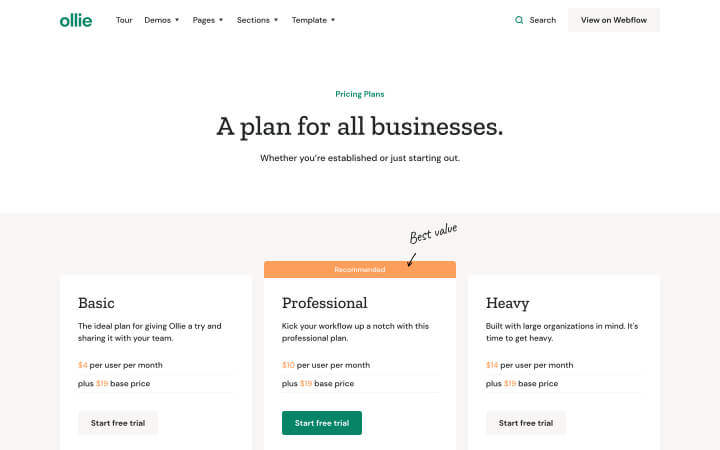 ollie Tour Demos Pages Sections Template Search View on Webflow
Pricing Plans
A plan for all businesses.
Whether you're established or just starting out.
Best value
Recommended
Basic
The ideal plan for giving Ollie a try and
sharing it with your team.
$4 per user per month
plus $19 base price
Start free trial
Professional
Kick your workflow up a notch with this
professional plan.
$10 per user per month
plus $19 base price
Start free trial
Heavy
Built with large organizations in mind. It's
time to get heavy.
$14 per user per month
plus $19 base price
Start free trial